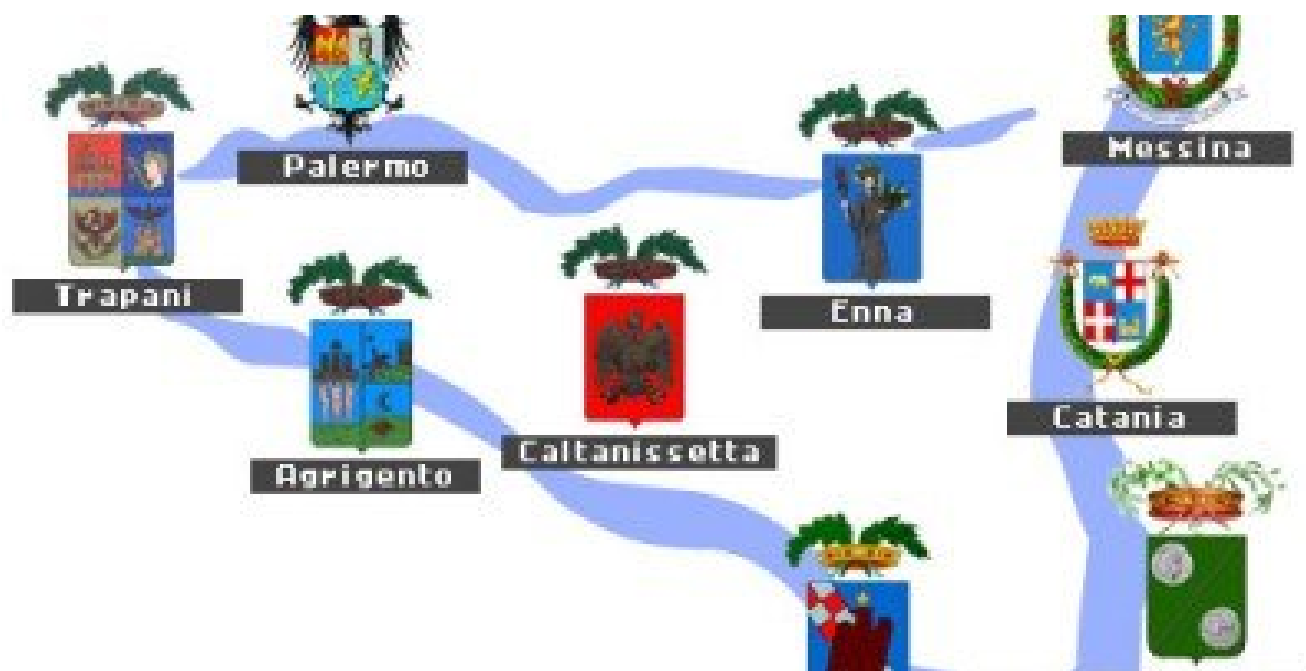 Messina
Palermo
Trapani
Enna
Catania
Caltanissetta
Agrigento